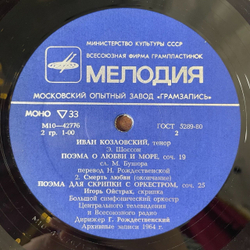 МИНИСТЕРСТВО КУЛЬТУРЫ СССР
ВСЕСОЮЗНАЯ ФИРМА ГРАМПЛАСТИНОК
МЕЛОДИЯ
МОСКОВСКИЙ ОПЫТНЫЙ ЗАВОД «ГРАМЗАПИСЬ»
МОНО 33
М10—42776 ГОСТ 5289-80
2 гр. 1-00 2
ИВАН КОЗЛОВСКИЙ, тенор
Э. Шоссон
ПОЭМА О ЛЮБВИ И МОРЕ, соч. 19
сл. М. Бушора
перевод Н. Рождественской
2. Смерть любви (окончание)
ПОЭМА ДЛЯ СКРИПКИ С ОРКЕСТРОМ, соч. 25
Игорь Ойстрах, скрипка
Большой симфонический оркестр
Центрального телевидения
и Всесоюзного радио
Дирижер Г. Рождественский
Архивные записи 1964 г.